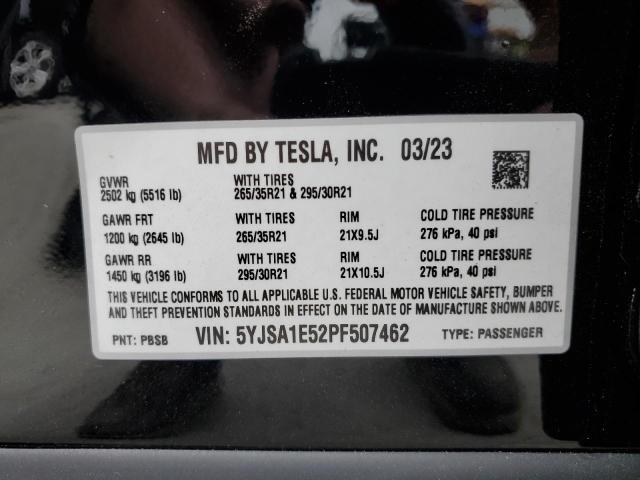 MFD BY TESLA, INC. 03/23
GVWR WITH TIRES
2502 kg (5516 lb) 265/35R21 & 295/30R21
GAWR FRT WITH TIRES RIM COLD TIRE PRESSURE
1200 kg (2645 lb) 265/35R21 21X9.5J 276 kPa, 40 psi
GAWR RR WITH TIRES RIM COLD TIRE PRESSURE
1450 kg (3196 lb) 295/30R21 21X10.5J 276 kPa, 40 psi
THIS VEHICLE CONFORMS TO ALL APPLICABLE U.S. FEDERAL MOTOR VEHICLE SAFETY, BUMPER
AND THEFT PREVENTION STANDARDS IN EFFECT ON THE DATE OF MANUFACTURE SHOWN ABOVE.
PNT: PBSB VIN: 5YJSA1E52PF507462 TYPE: PASSENGER